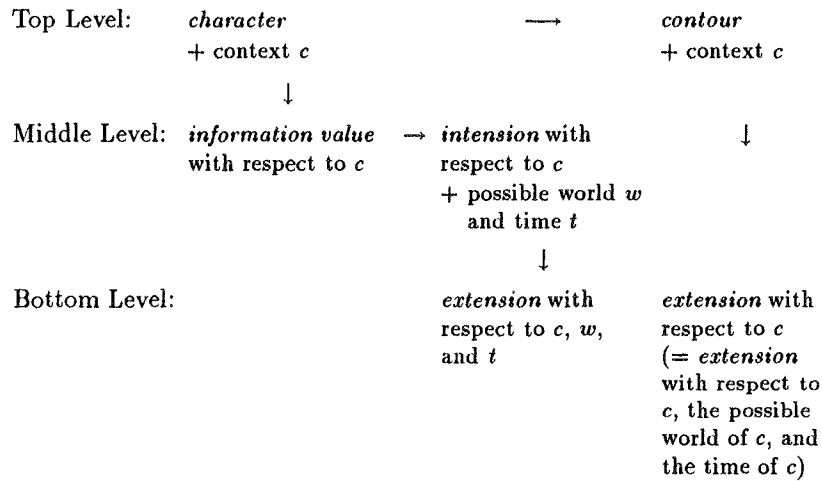 Top Level: character ⟶ contour
+ context c + context c
↓
Middle Level: information value → intension with ↓
with respect to c respect to c
+ possible world w
and time t
↓
Bottom Level: extension with extension with
respect to c, w, respect to c
and t (= extension
with respect to
c, the possible
world of c, and
the time of c)